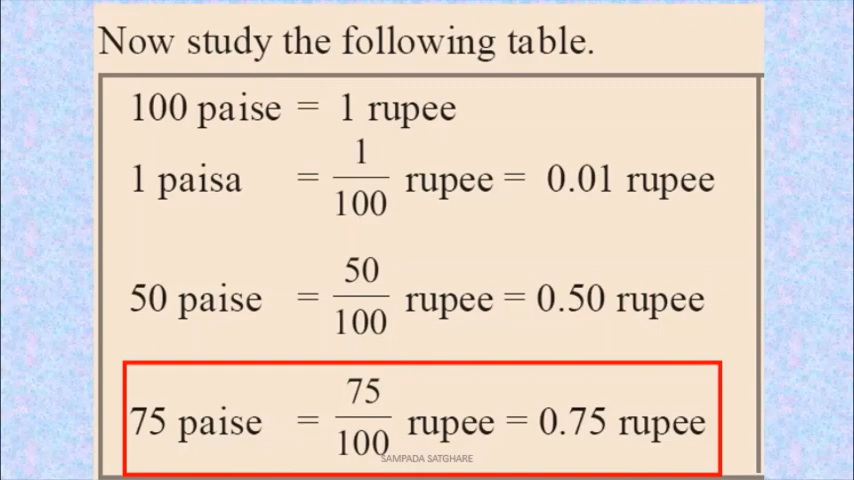 Now study the following table.
100 paise = 1 rupee
1 paisa = 1/100 rupee = 0.01 rupee
50 paise = 50/100 rupee = 0.50 rupee
75 paise = 75/100 rupee = 0.75 rupee
SAMPADA SATGHARE